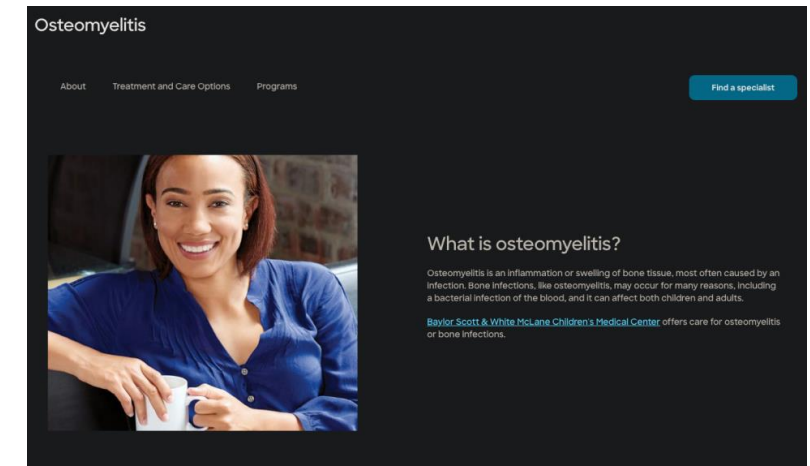 Osteomyelitis
About Treatment and Care Options Programs Find a specialist
What is osteomyelitis?
Osteomyelitis is an inflammation or swelling of bone tissue, most often caused by an
infection. Bone infections, like osteomyelitis, may occur for many reasons, including
a bacterial infection of the blood, and it can affect both children and adults.
Baylor Scott & White McLane Children's Medical Center offers care for osteomyelitis
or bone infections.